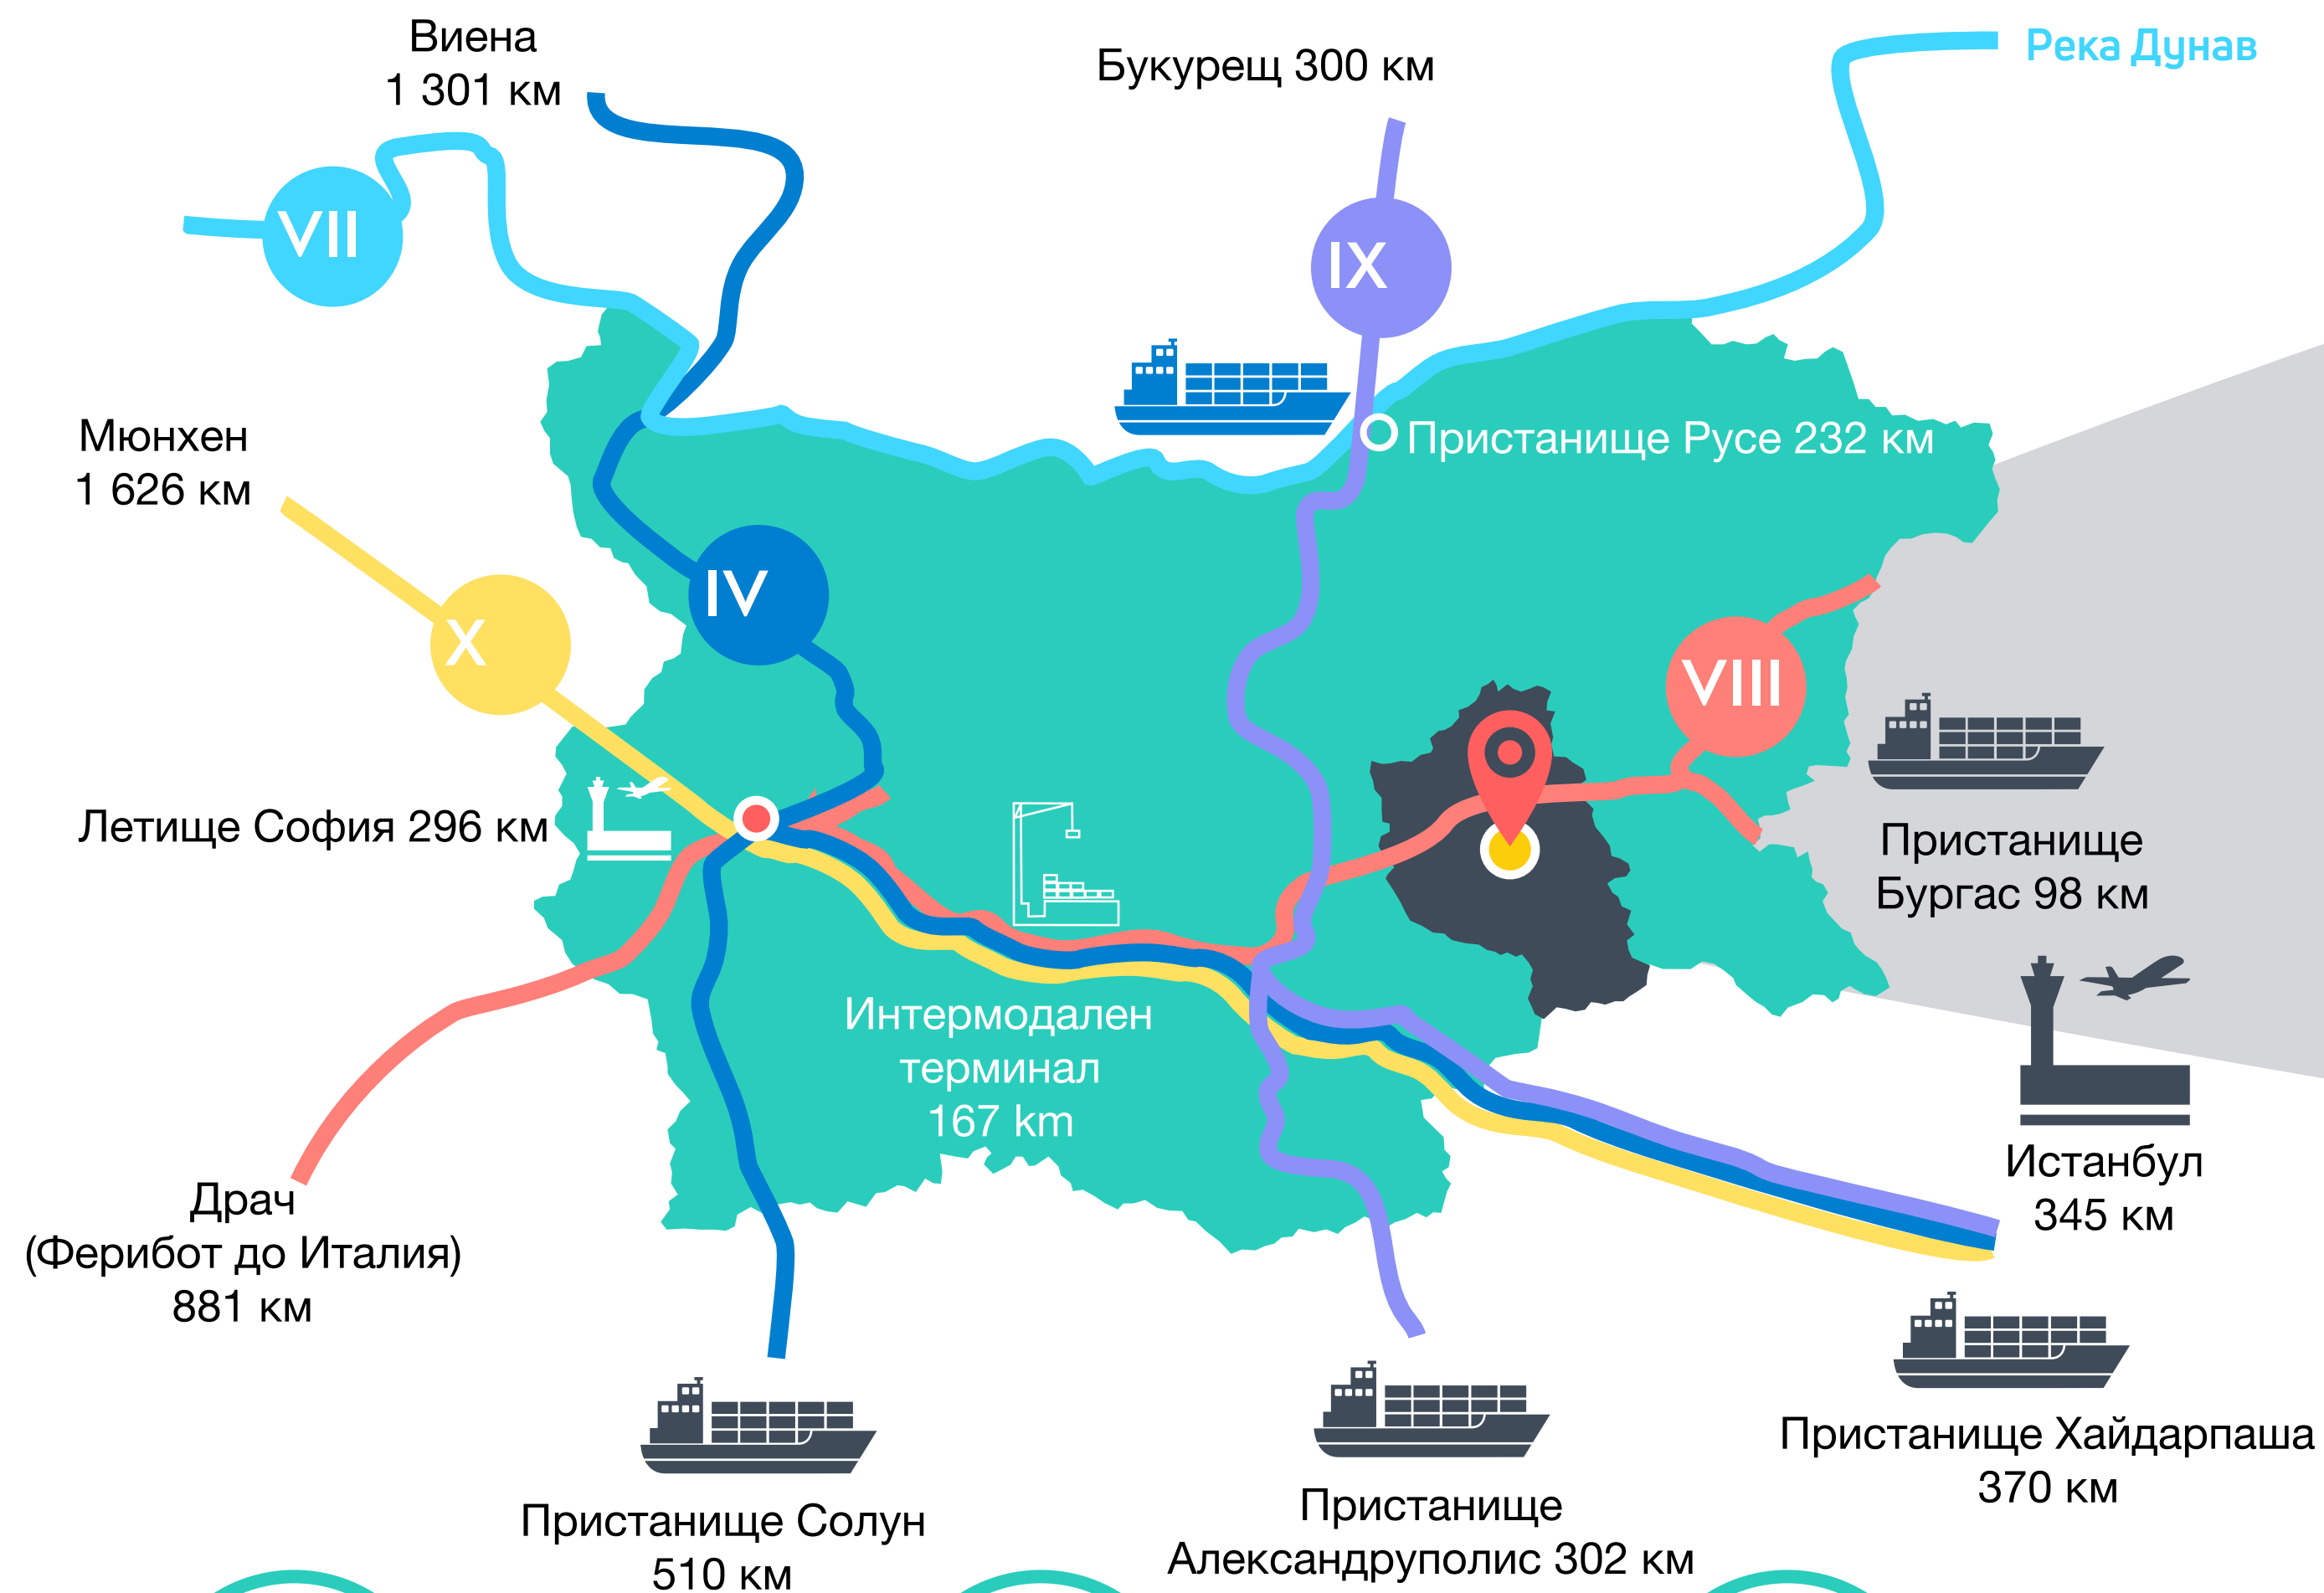 Виена
1 301 км
Букурещ 300 км
Река Дунав
VII
IX
Мюнхен
1 626 км
Пристанище Русе 232 км
IV
X
VIII
Летище София 296 км
Пристанище
Бургас 98 км
Интермодален
терминал
167 km
Истанбул
345 км
Драч
(Ферибот до Италия)
881 км
Пристанище Хайдарпаша
370 км
Пристанище Солун
510 км
Пристанище
Александруполис 302 км